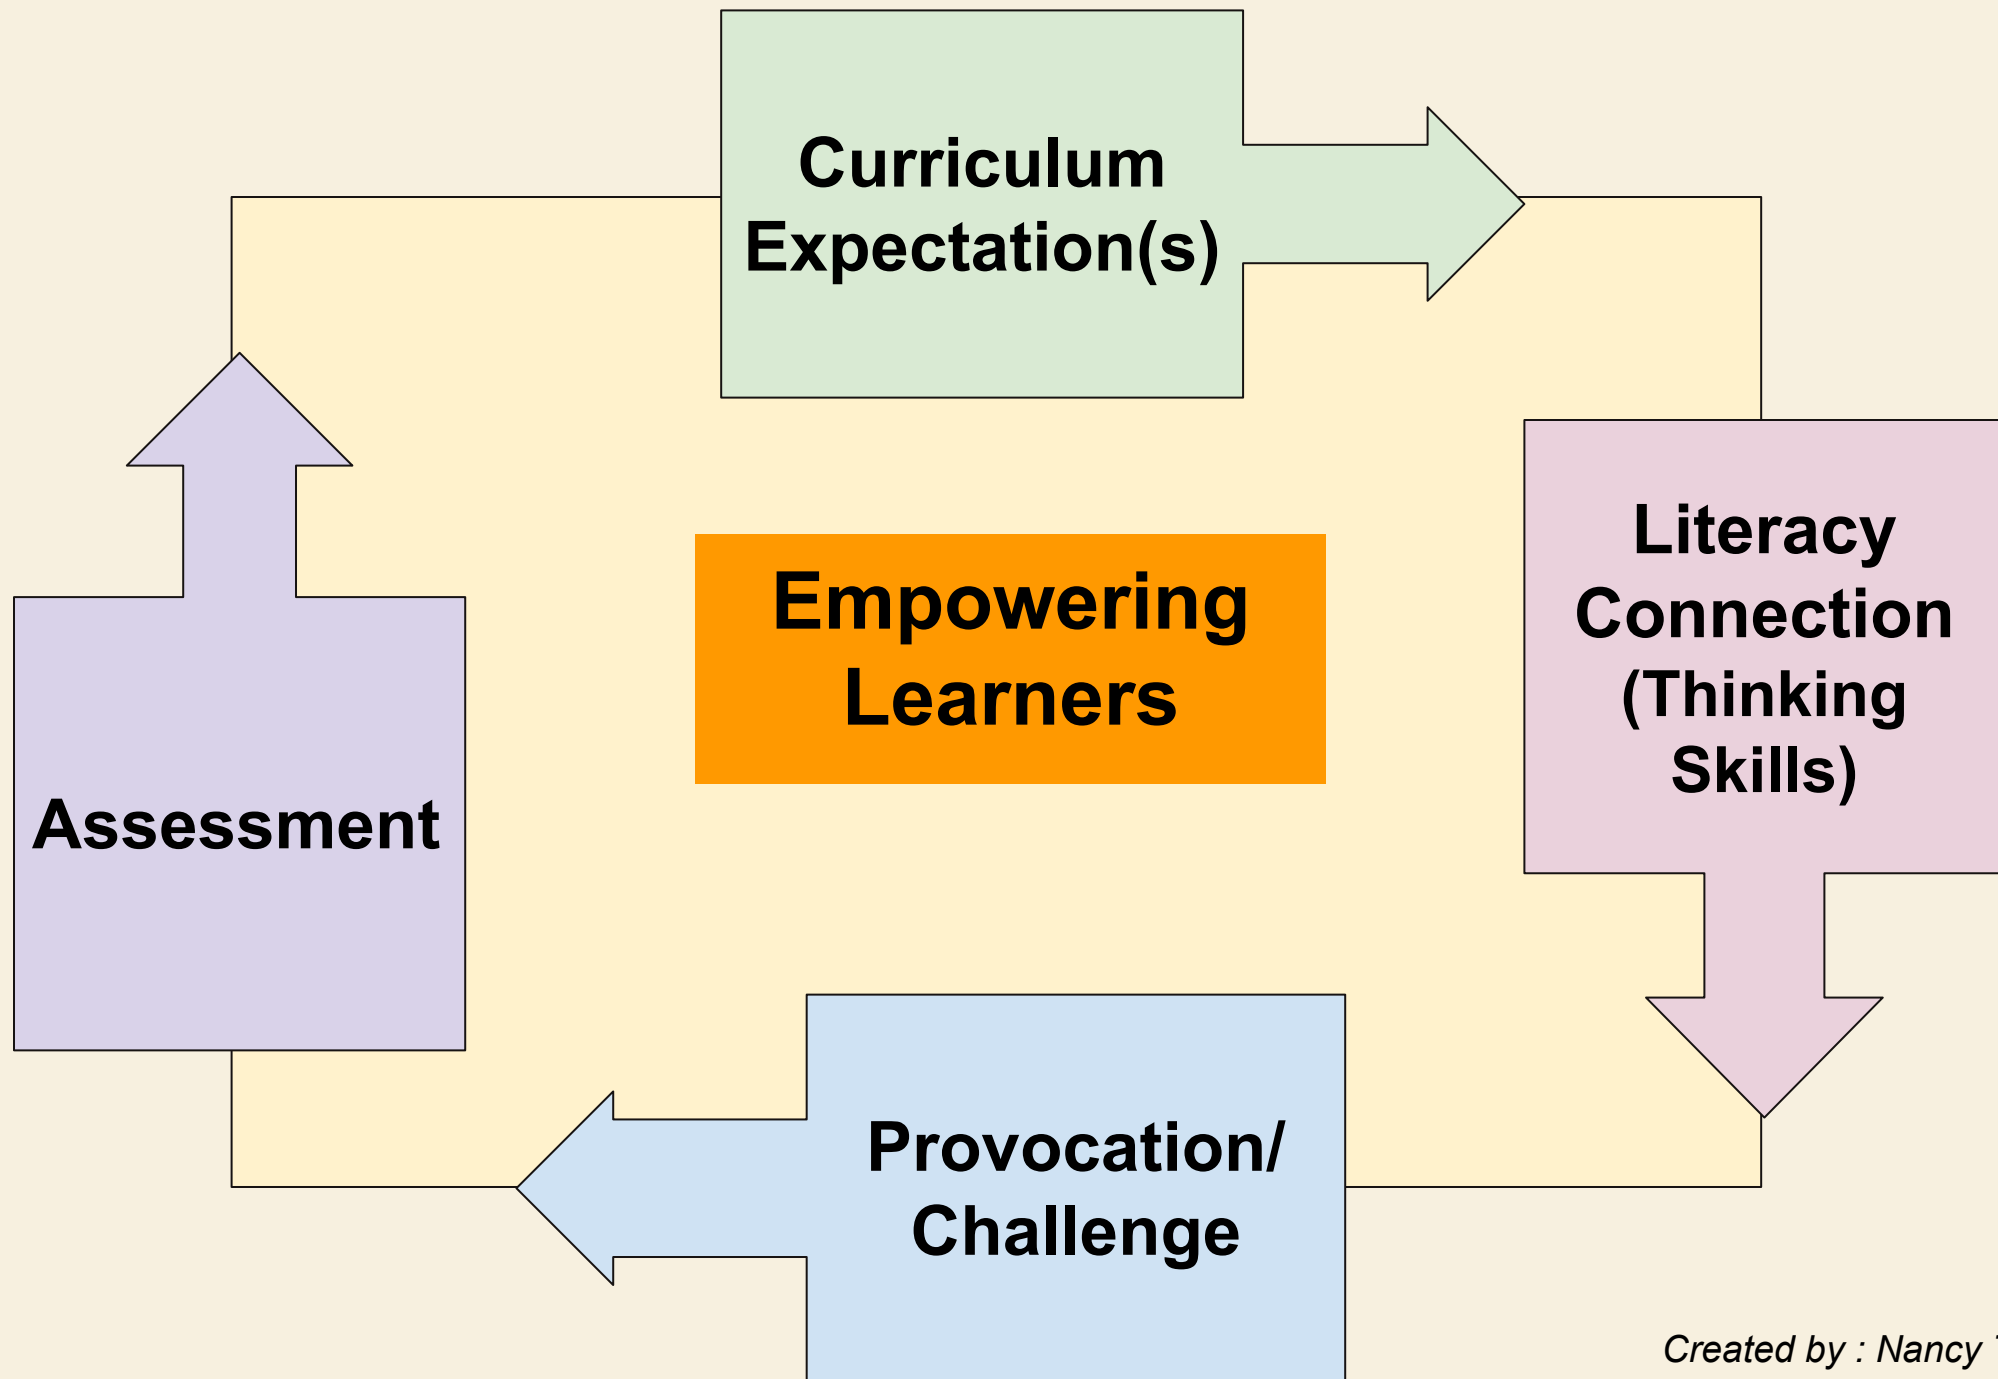 Curriculum
Expectation(s)
Literacy
Connection
(Thinking
Skills)
Empowering
Learners
Assessment
Provocation/
Challenge
Created by : Nancy